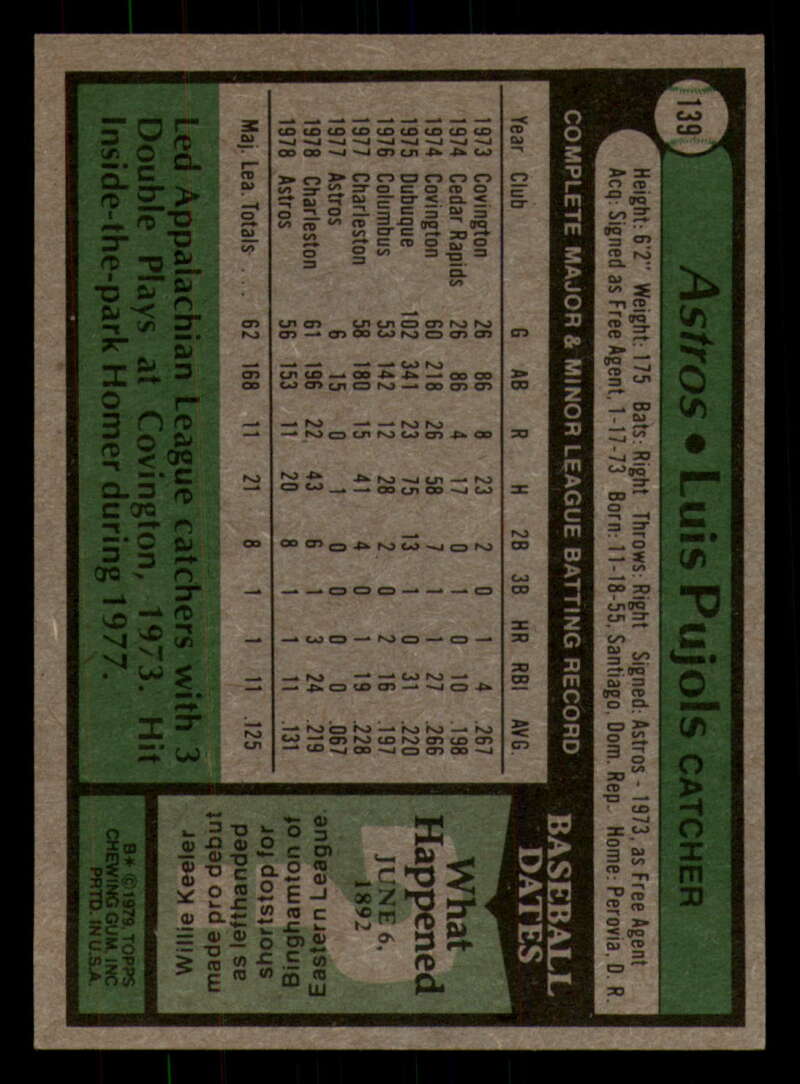 139
Astros • Luis Pujols CATCHER
Height: 6'2" Weight: 175 Bats: Right Throws: Right Signed: Astros - 1973, as Free Agent
Acq: Signed as Free Agent, 1-17-73 Born: 11-18-55, Santiago, Dom. Rep. Home: Perovia, D. R.
COMPLETE MAJOR & MINOR LEAGUE BATTING RECORD
Year Club G AB R H 2B 3B HR RBI AVG.
1973 Covington 26 86 8 23 2 0 1 4 .267
1974 Cedar Rapids 26 86 4 17 0 1 0 10 .198
1974 Covington 60 218 26 58 7 1 1 27 .266
1975 Dubuque 102 341 23 75 13 1 0 31 .220
1976 Columbus 53 142 12 28 2 0 2 16 .197
1977 Charleston 58 180 15 41 4 0 1 19 .228
1977 Astros 6 15 0 1 0 0 0 0 .067
1978 Charleston 61 196 22 43 6 1 3 24 .219
1978 Astros 56 153 11 20 8 1 1 11 .131
Maj. Lea. Totals . . . 62 168 11 21 8 1 1 11 .125
Led Appalachian League catchers with 3
Double Plays at Covington, 1973. Hit
Inside-the-park Homer during 1977.
BASEBALL
DATES
What
Happened
JUNE 6,
1892
Willie Keeler
made pro debut
as lefthanded
shortstop for
Binghamton of
Eastern League.
B* © 1979, TOPPS
CHEWING GUM, INC
PRTD. IN U.S.A.